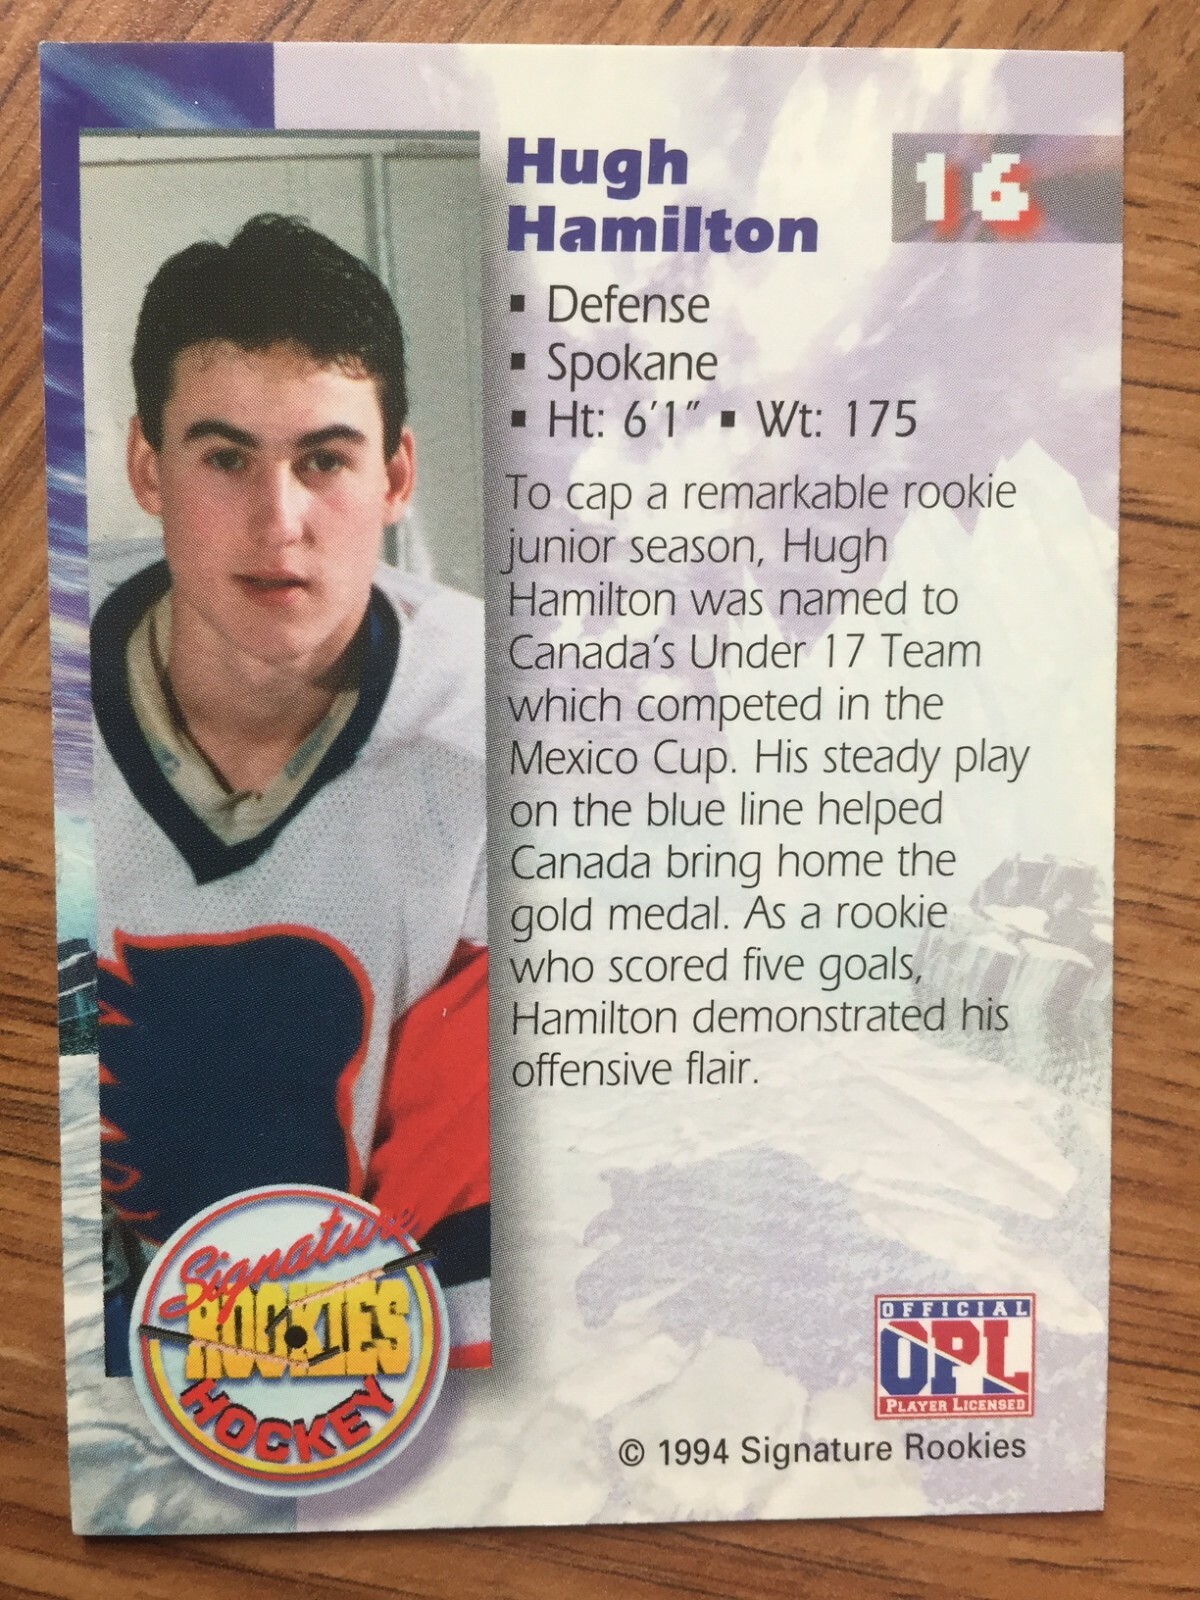 Hugh
Hamilton
16
▪ Defense
▪ Spokane
▪ Ht: 6'1" ▪ Wt: 175
To cap a remarkable rookie
junior season, Hugh
Hamilton was named to
Canada's Under 17 Team
which competed in the
Mexico Cup. His steady play
on the blue line helped
Canada bring home the
gold medal. As a rookie
who scored five goals,
Hamilton demonstrated his
offensive flair.
Signature
ROOKIES
HOCKEY
OFFICIAL
OPL
PLAYER LICENSED
© 1994 Signature Rookies